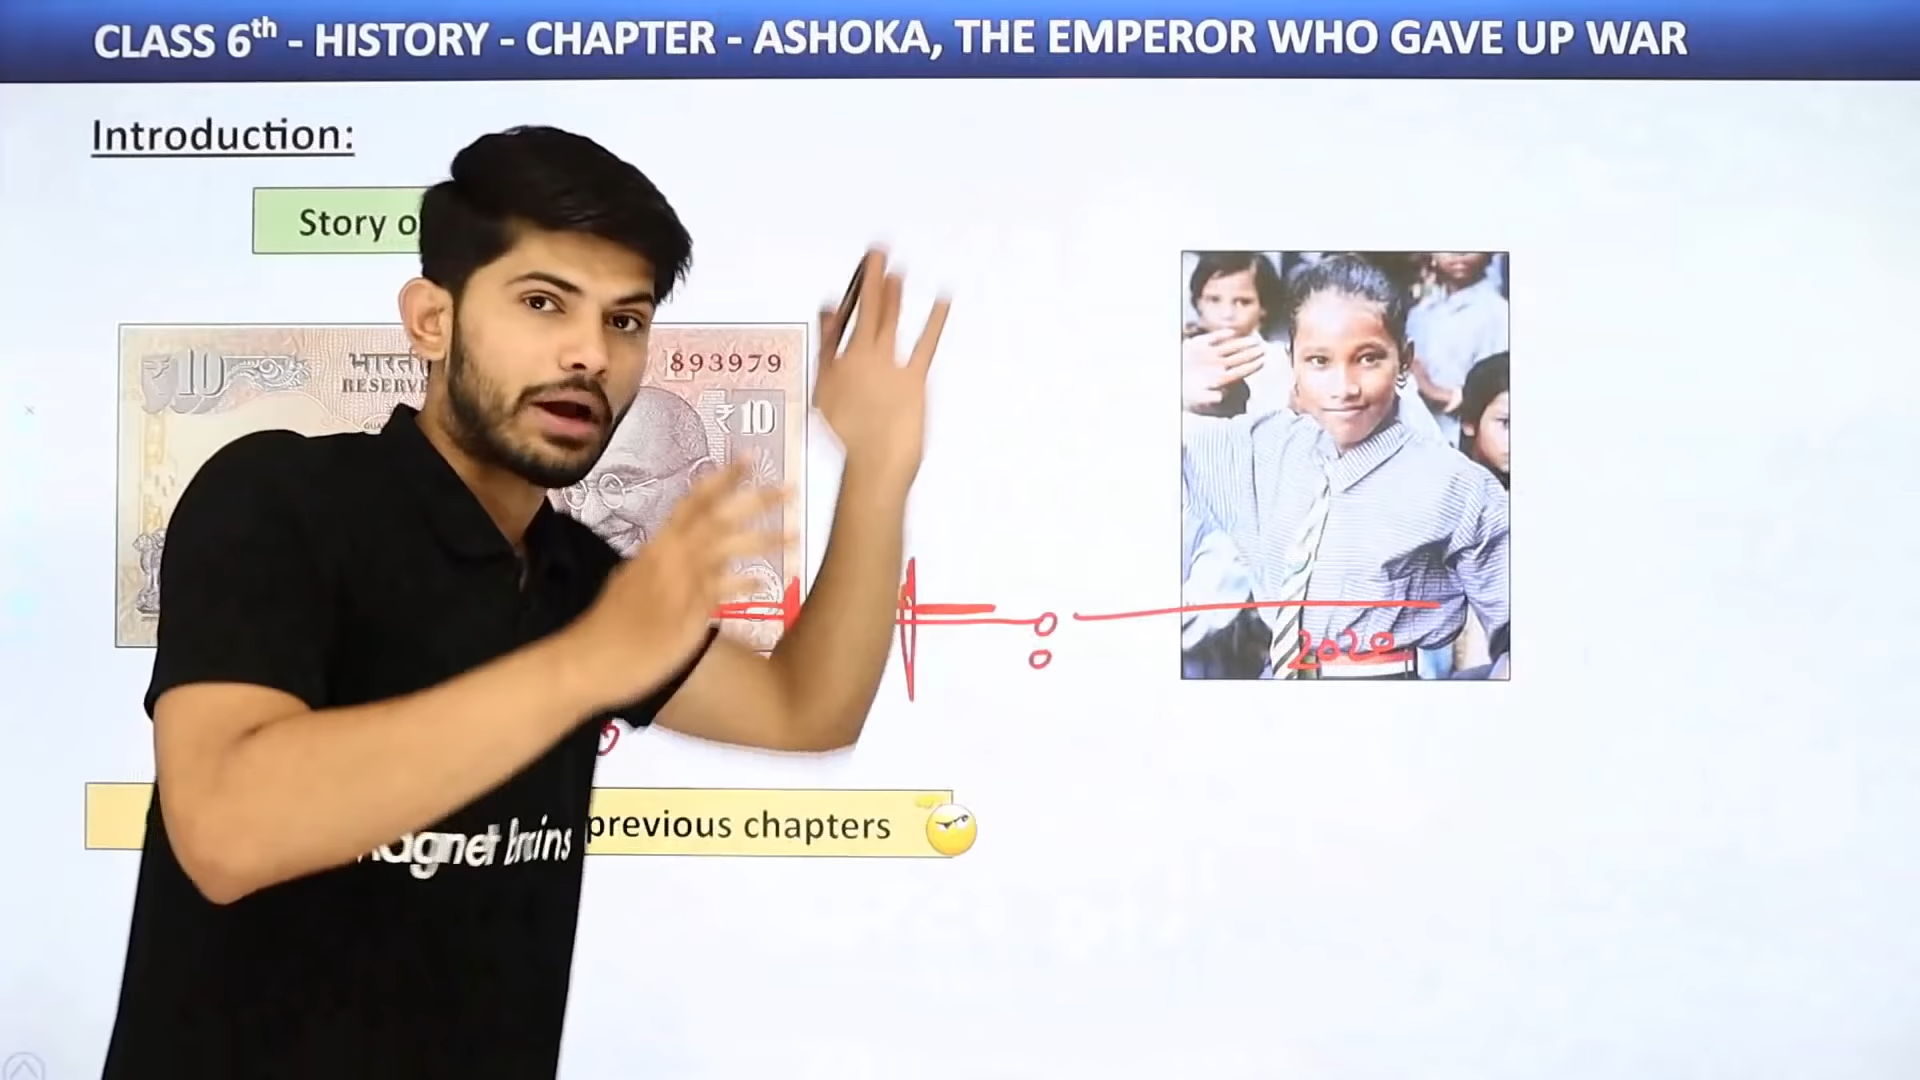 CLASS 6th - HISTORY - CHAPTER - ASHOKA, THE EMPEROR WHO GAVE UP WAR
Introduction:
Story o
893979
₹10
भारती
RESERVE
₹10
2020
previous chapters
agnet Brains